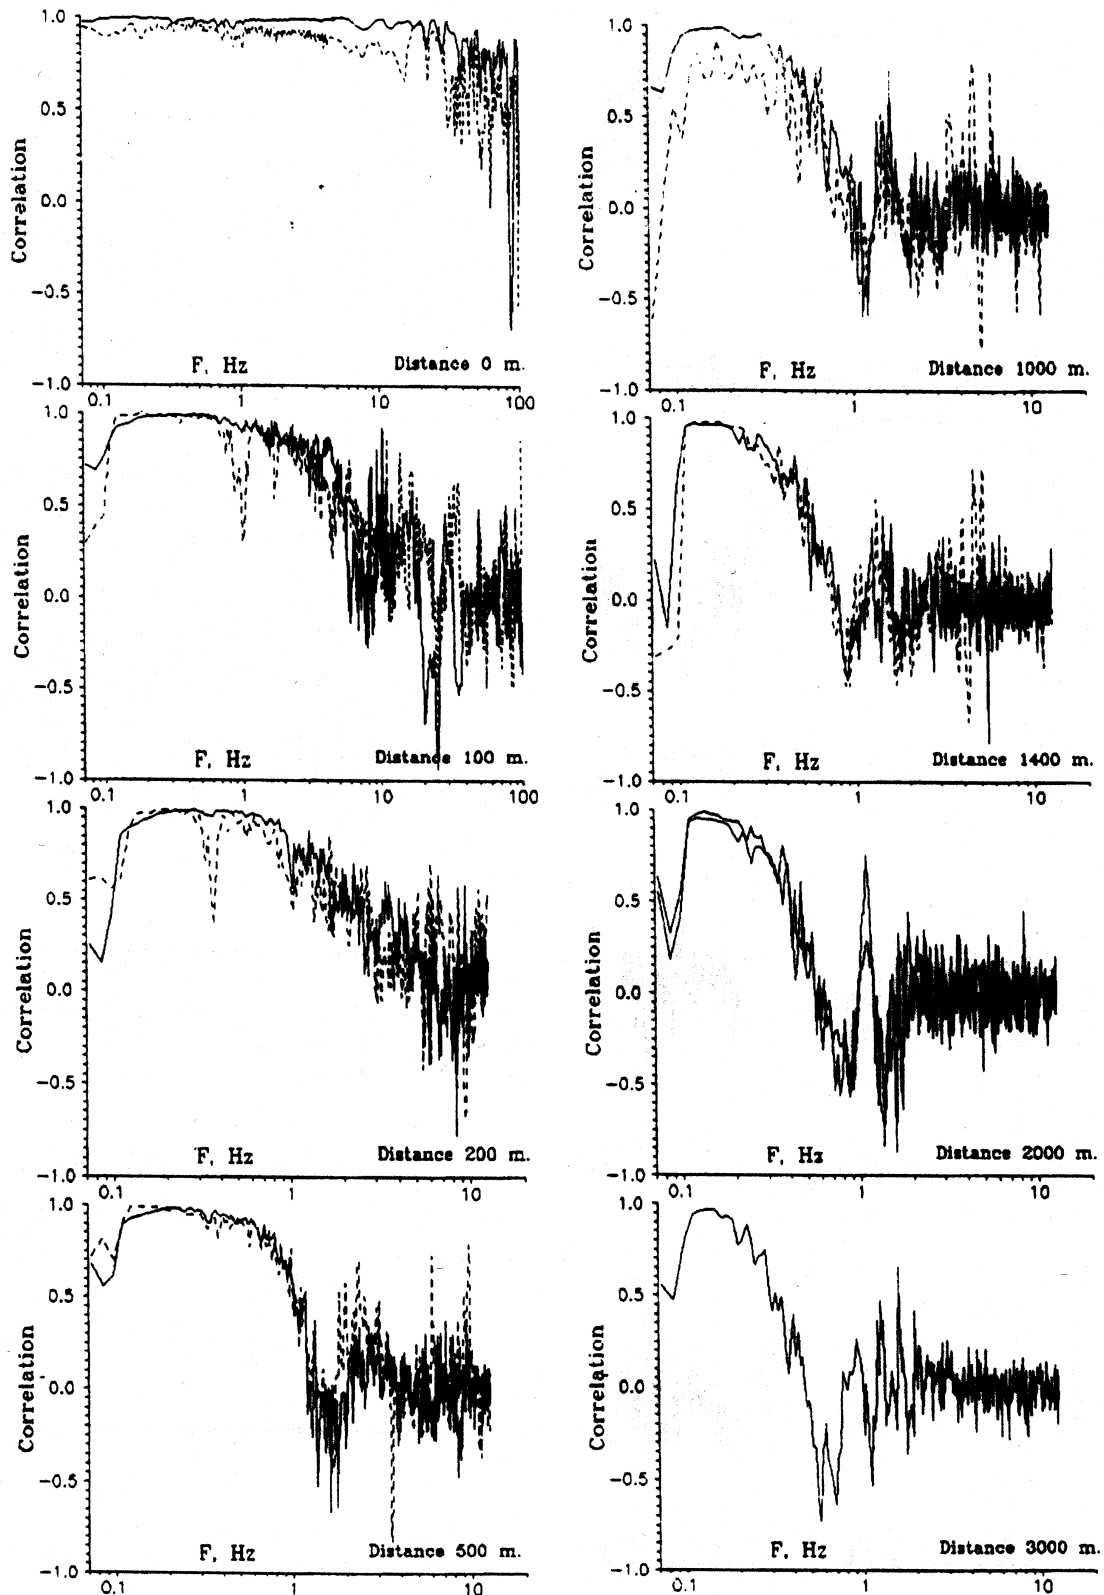 Correlation
1.0
0.5
0.0
−0.5
−1.0
F, Hz
Distance 0 m.
0.1
1
10
100
Correlation
1.0
0.5
0.0
−0.5
−1.0
F, Hz
Distance 100 m.
0.1
1
10
100
Correlation
1.0
0.5
0.0
−0.5
−1.0
F, Hz
Distance 200 m.
0.1
1
10
Correlation
1.0
0.5
0.0
−0.5
−1.0
F, Hz
Distance 500 m.
0.1
1
10
Correlation
1.0
0.5
0.0
−0.5
−1.0
F, Hz
Distance 1000 m.
0.1
1
10
Correlation
1.0
0.5
0.0
−0.5
−1.0
F, Hz
Distance 1400 m.
0.1
1
10
Correlation
1.0
0.5
0.0
−0.5
−1.0
F, Hz
Distance 2000 m.
0.1
1
10
Correlation
1.0
0.5
0.0
−0.5
−1.0
F, Hz
Distance 3000 m.
0.1
1
10